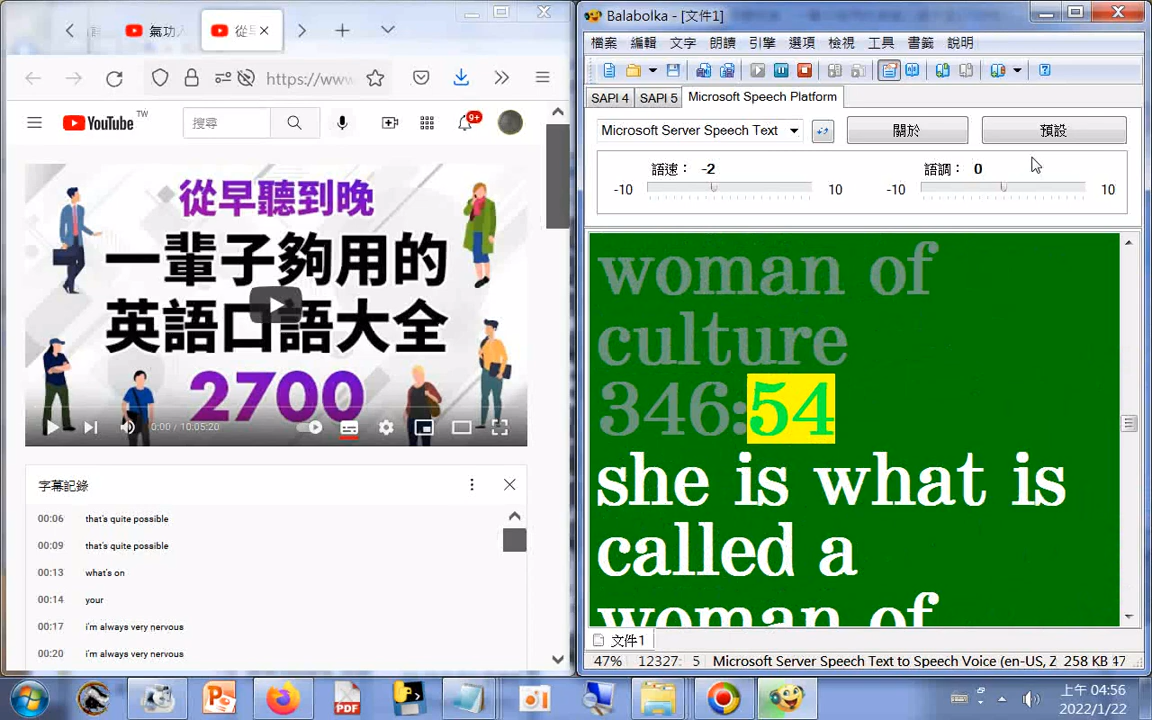 氣功
從
https://www
YouTube TW
搜尋
9+
從早聽到晚
一輩子夠用的
英語口語大全
2700
0:00 / 10:05:20
字幕記錄
00:06 that's quite possible
00:09 that's quite possible
00:13 what's on
00:14 your
00:17 i'm always very nervous
00:20 i'm always very nervous
Balabolka - [文件1]
檔案 編輯 文字 朗讀 引擎 選項 檢視 工具 書籤 說明
SAPI 4 SAPI 5 Microsoft Speech Platform
Microsoft Server Speech Text 關於 預設
語速： -2 語調： 0
-10 10 -10 10
woman of
culture
346:54
she is what is
called a
woman of
文件1
47% 12327: 5 Microsoft Server Speech Text to Speech Voice (en-US, Z 258 KB 47
PDF
上午 04:56
2022/1/22